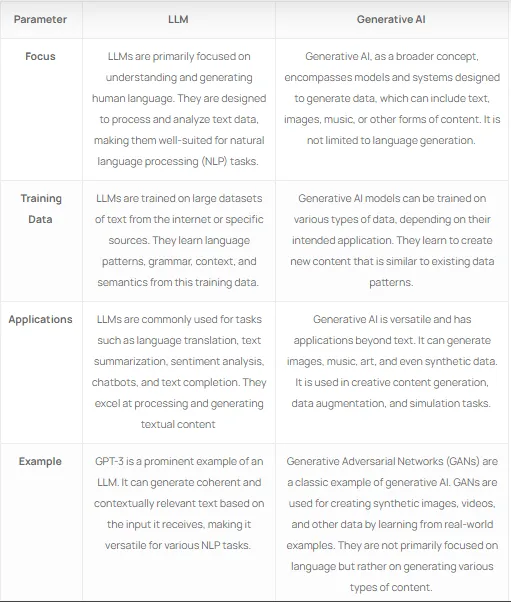 Parameter LLM Generative AI
Focus
LLMs are primarily focused on
understanding and generating
human language. They are designed
to process and analyze text data,
making them well-suited for natural
language processing (NLP) tasks.
Generative AI, as a broader concept,
encompasses models and systems designed
to generate data, which can include text,
images, music, or other forms of content. It is
not limited to language generation.
Training
Data
LLMs are trained on large datasets
of text from the internet or specific
sources. They learn language
patterns, grammar, context, and
semantics from this training data.
Generative AI models can be trained on
various types of data, depending on their
intended application. They learn to create
new content that is similar to existing data
patterns.
Applications
LLMs are commonly used for tasks
such as language translation, text
summarization, sentiment analysis,
chatbots, and text completion. They
excel at processing and generating
textual content
Generative AI is versatile and has
applications beyond text. It can generate
images, music, art, and even synthetic data.
It is used in creative content generation,
data augmentation, and simulation tasks.
Example
GPT-3 is a prominent example of an
LLM. It can generate coherent and
contextually relevant text based on
the input it receives, making it
versatile for various NLP tasks.
Generative Adversarial Networks (GANs) are
a classic example of generative AI. GANs are
used for creating synthetic images, videos,
and other data by learning from real-world
examples. They are not primarily focused on
language but rather on generating various
types of content.